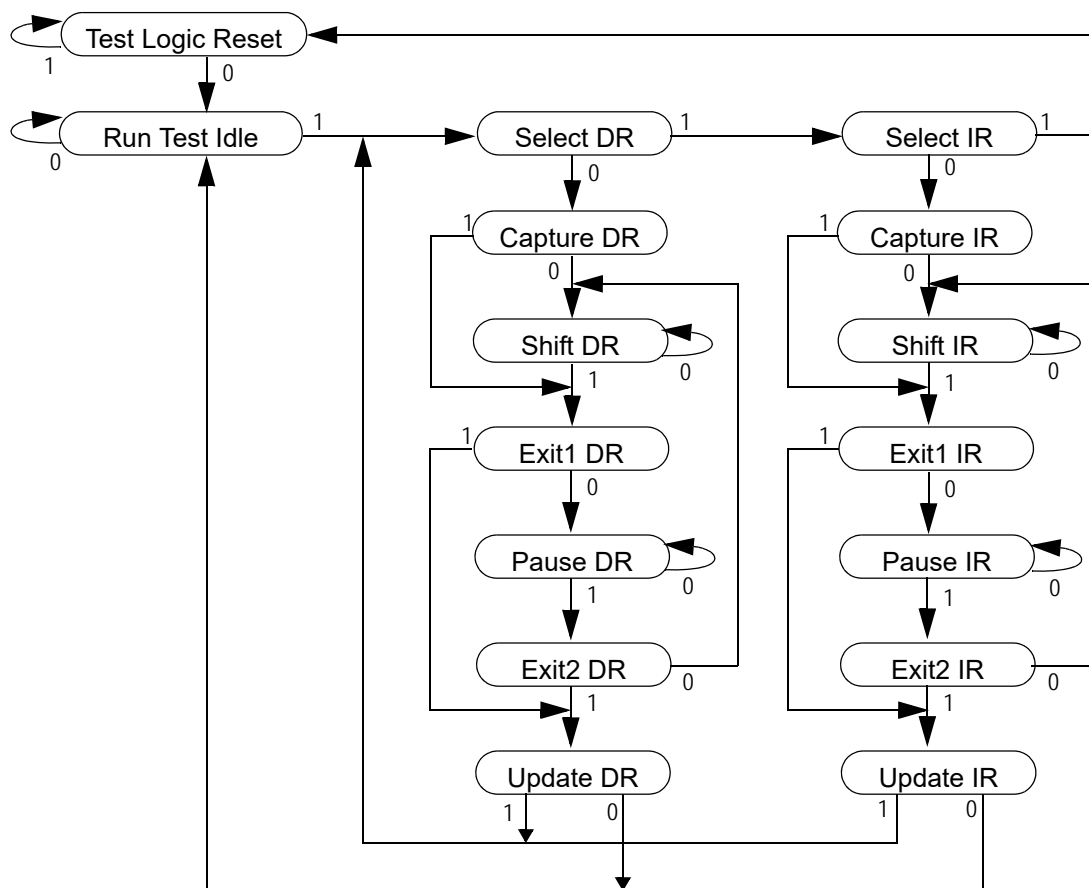 Test Logic Reset
1
0
Run Test Idle
0
1
Select DR
1
Select IR
1
0
0
Capture DR
1
Capture IR
1
0
0
Shift DR
0
Shift IR
0
1
1
Exit1 DR
1
Exit1 IR
1
0
0
Pause DR
0
Pause IR
0
1
1
Exit2 DR
0
Exit2 IR
0
1
1
Update DR
Update IR
1
0
1
0